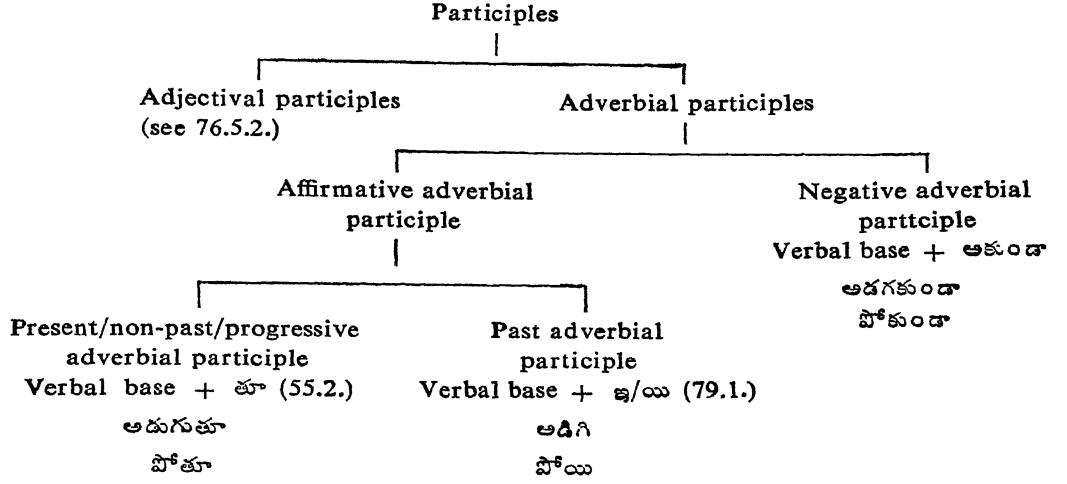 Participles
Adjectival participles
(see 76.5.2.)
Adverbial participles
Affirmative adverbial
participle
Negative adverbial
parttciple
Verbal base + అకుండా
అడగకుండా
పోకుండా
Present/non-past/progressive
adverbial participle
Verbal base + తూ (55.2.)
అడుగుతూ
పోతూ
Past adverbial
participle
Verbal base + ఇ/యి (79.1.)
అడిగి
పోయి